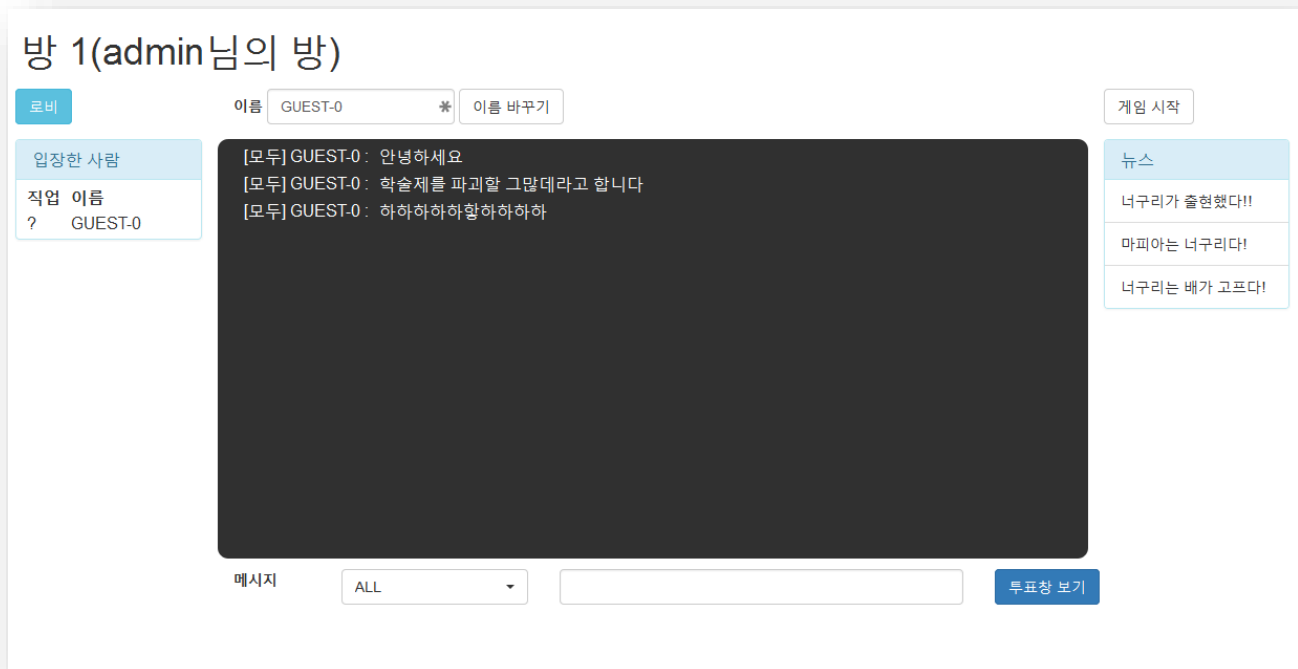 방 1(admin님의 방)
로비
이름 GUEST-0 이름 바꾸기
게임 시작
입장한 사람
직업 이름
? GUEST-0
[모두] GUEST-0 : 안녕하세요
[모두] GUEST-0 : 학술제를 파괴할 그많데라고 합니다
[모두] GUEST-0 : 하하하하하핳하하하하
뉴스
너구리가 출현했다!!
마피아는 너구리다!
너구리는 배가 고프다!
메시지 ALL 투표창 보기